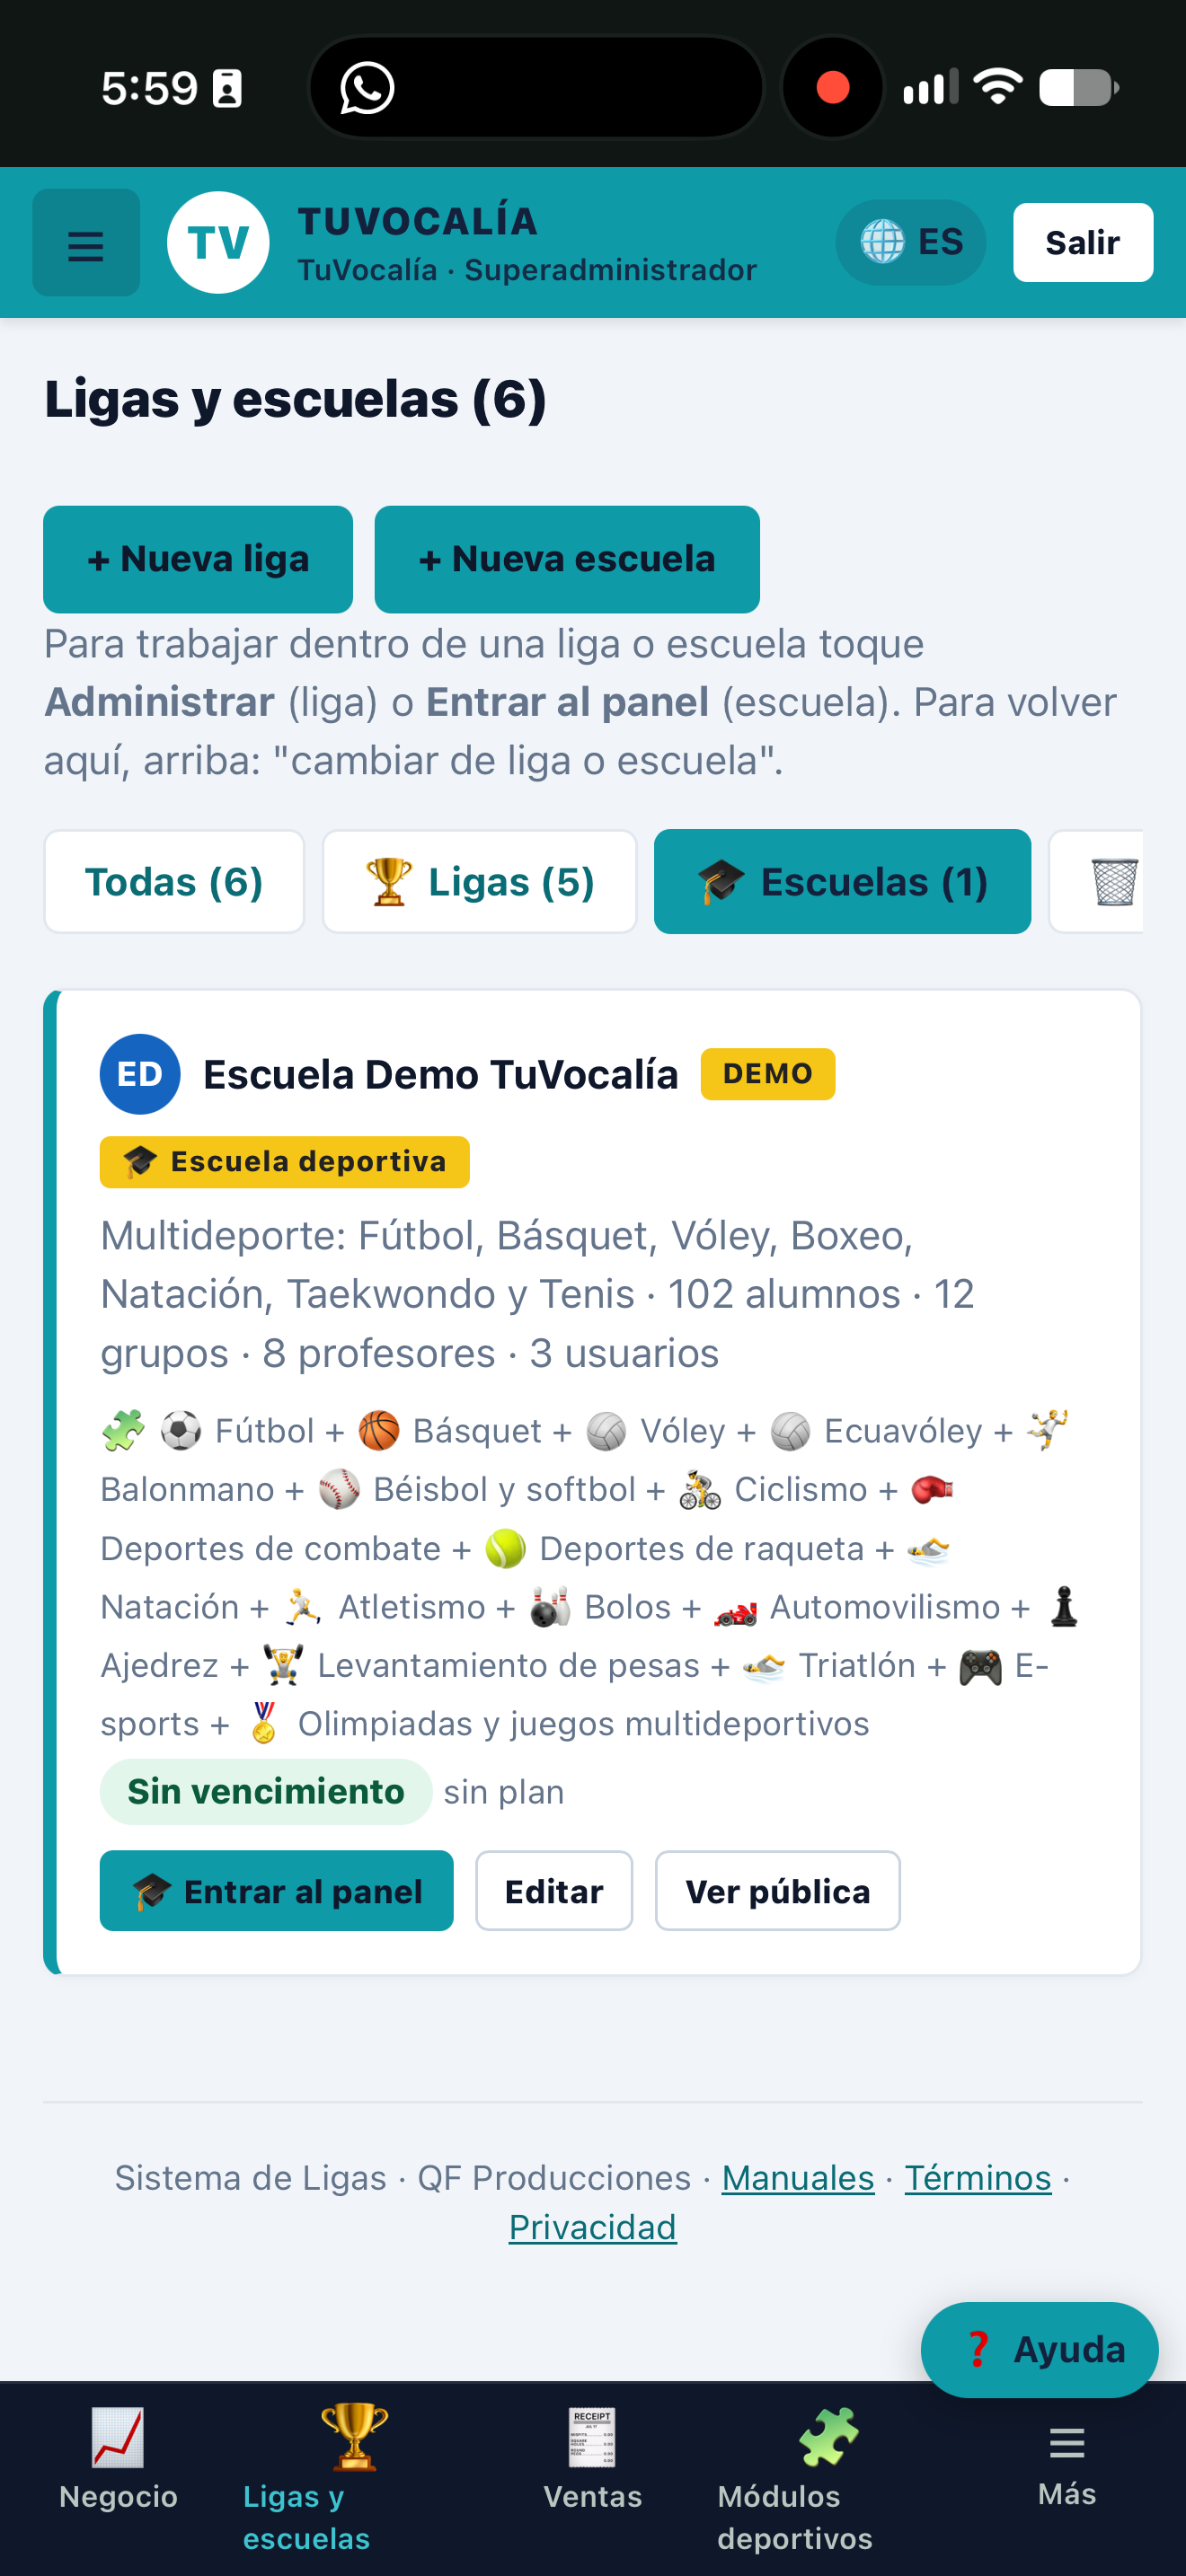 5:59
TV
TUVOCALÍA
TuVocalía · Superadministrador
ES
Salir
Ligas y escuelas (6)
+ Nueva liga
+ Nueva escuela
Para trabajar dentro de una liga o escuela toque
Administrar (liga) o Entrar al panel (escuela). Para volver
aquí, arriba: "cambiar de liga o escuela".
Todas (6)
Ligas (5)
Escuelas (1)
ED
Escuela Demo TuVocalía
DEMO
Escuela deportiva
Multideporte: Fútbol, Básquet, Vóley, Boxeo,
Natación, Taekwondo y Tenis · 102 alumnos · 12
grupos · 8 profesores · 3 usuarios
Fútbol + Básquet + Vóley + Ecuavóley +
Balonmano + Béisbol y softbol + Ciclismo +
Deportes de combate + Deportes de raqueta +
Natación + Atletismo + Bolos + Automovilismo +
Ajedrez + Levantamiento de pesas + Triatlón + E-
sports + Olimpiadas y juegos multideportivos
Sin vencimiento sin plan
Entrar al panel
Editar
Ver pública
Sistema de Ligas · QF Producciones · Manuales · Términos ·
Privacidad
? Ayuda
RECEIPT
Negocio
Ligas y
escuelas
Ventas
Módulos
deportivos
Más